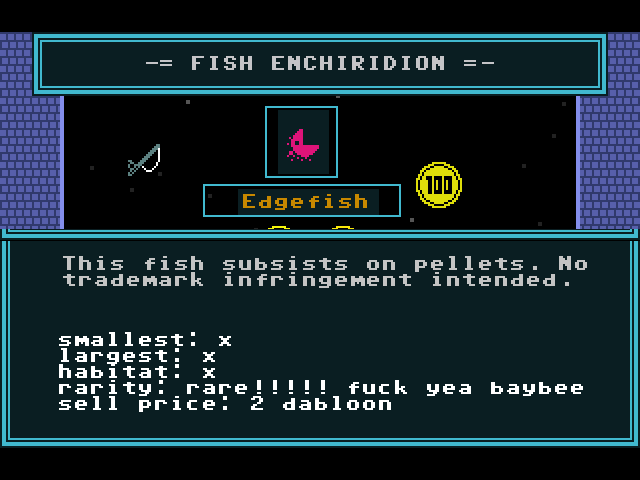 -= FISH ENCHIRIDION =-
100
Edgefish
This fish subsists on pellets. No
trademark infringement intended.
smallest: x
largest: x
habitat: x
rarity: rare!!!!! fuck yea baybee
sell price: 2 dabloon